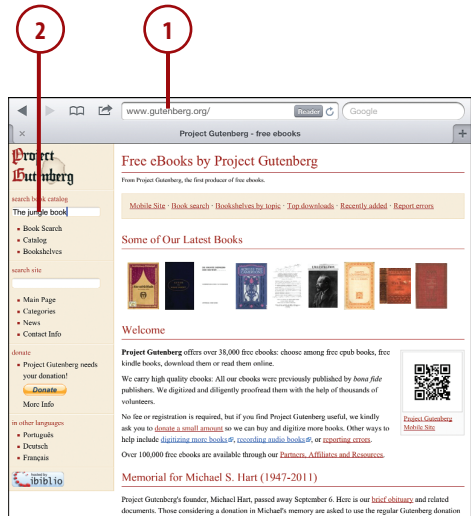 2
1
www.gutenberg.org/
Reader
Google
Project Gutenberg - free ebooks
Project
Gutenberg
search book catalog
The jungle book
Book Search
Catalog
Bookshelves
search site
Main Page
Categories
News
Contact Info
donate
Project Gutenberg needs
your donation!
Donate
More Info
in other languages
Português
Deutsch
Français
hosted by
ibiblio
Free eBooks by Project Gutenberg
From Project Gutenberg, the first producer of free ebooks.
Mobile Site · Book search · Bookshelves by topic · Top downloads · Recently added · Report errors
Some of Our Latest Books
Welcome
Project Gutenberg offers over 38,000 free ebooks: choose among free epub books, free
kindle books, download them or read them online.
We carry high quality ebooks: All our ebooks were previously published by bona fide
publishers. We digitized and diligently proofread them with the help of thousands of
volunteers.
No fee or registration is required, but if you find Project Gutenberg useful, we kindly
ask you to donate a small amount so we can buy and digitize more books. Other ways to
help include digitizing more books, recording audio books, or reporting errors.
Over 100,000 free ebooks are available through our Partners, Affiliates and Resources.
Project Gutenberg
Mobile Site
Memorial for Michael S. Hart (1947-2011)
Project Gutenberg's founder, Michael Hart, passed away September 6. Here is our brief obituary and related
documents. Those considering a donation in Michael's memory are asked to use the regular Gutenberg donation